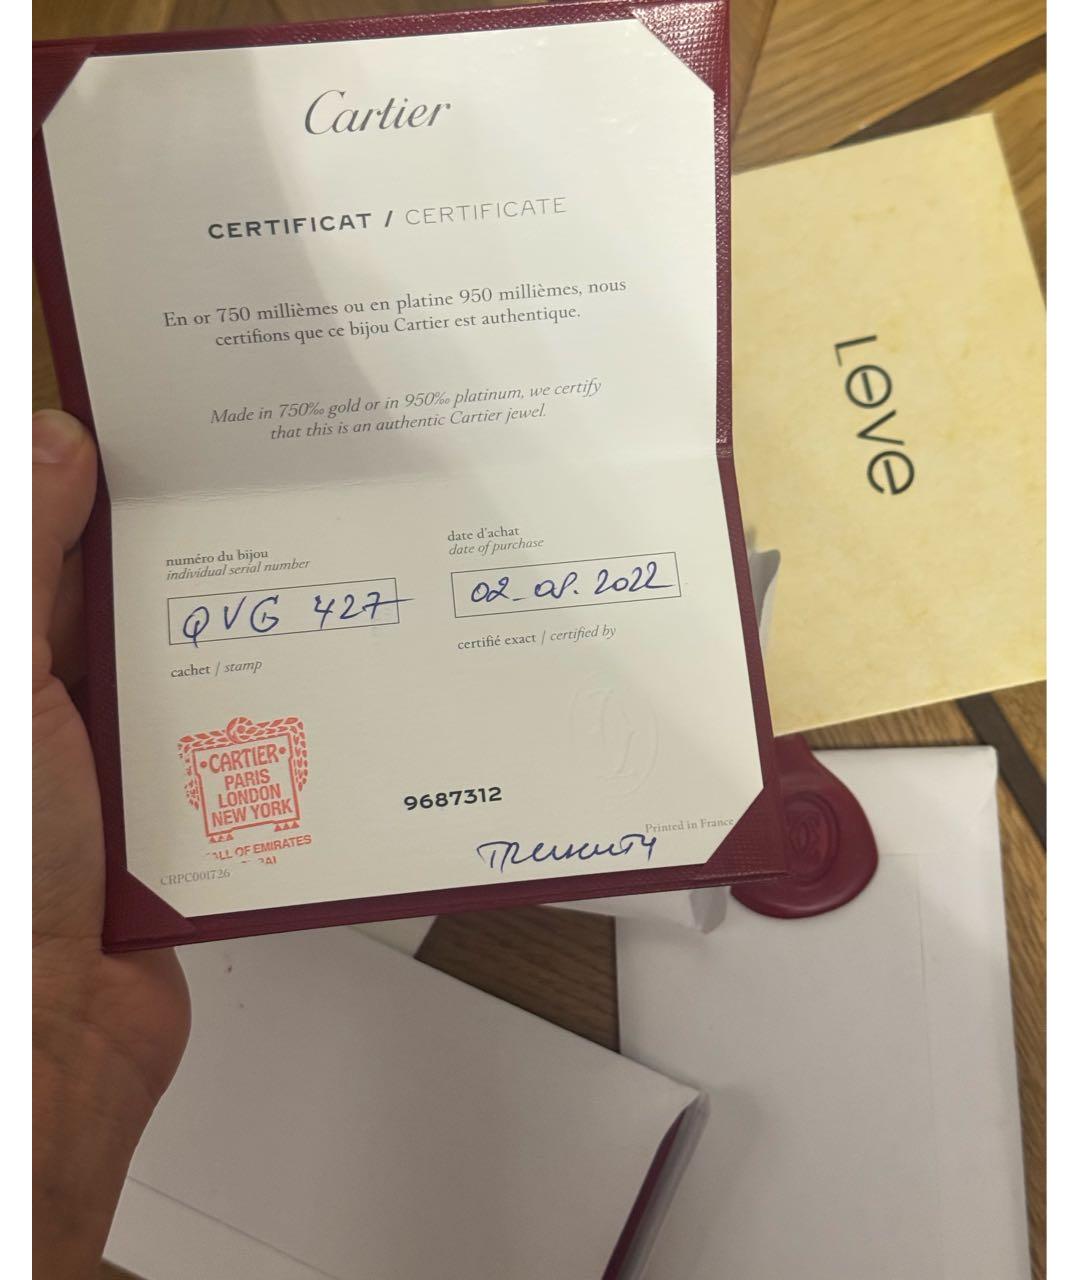 Cartier
CERTIFICAT / CERTIFICATE
En or 750 millièmes ou en platine 950 millièmes, nous
certifions que ce bijou Cartier est authentique.
Made in 750‰ gold or in 950‰ platinum, we certify
that this is an authentic Cartier jewel.
numéro du bijou
individual serial number
QVG 427
date d'achat
date of purchase
02-08.2022
cachet / stamp
certifié exact / certified by
•CARTIER•
PARIS
LONDON
NEW YORK
OF EMIRATES
9687312
Printed in France
CRPC001726
LOVE